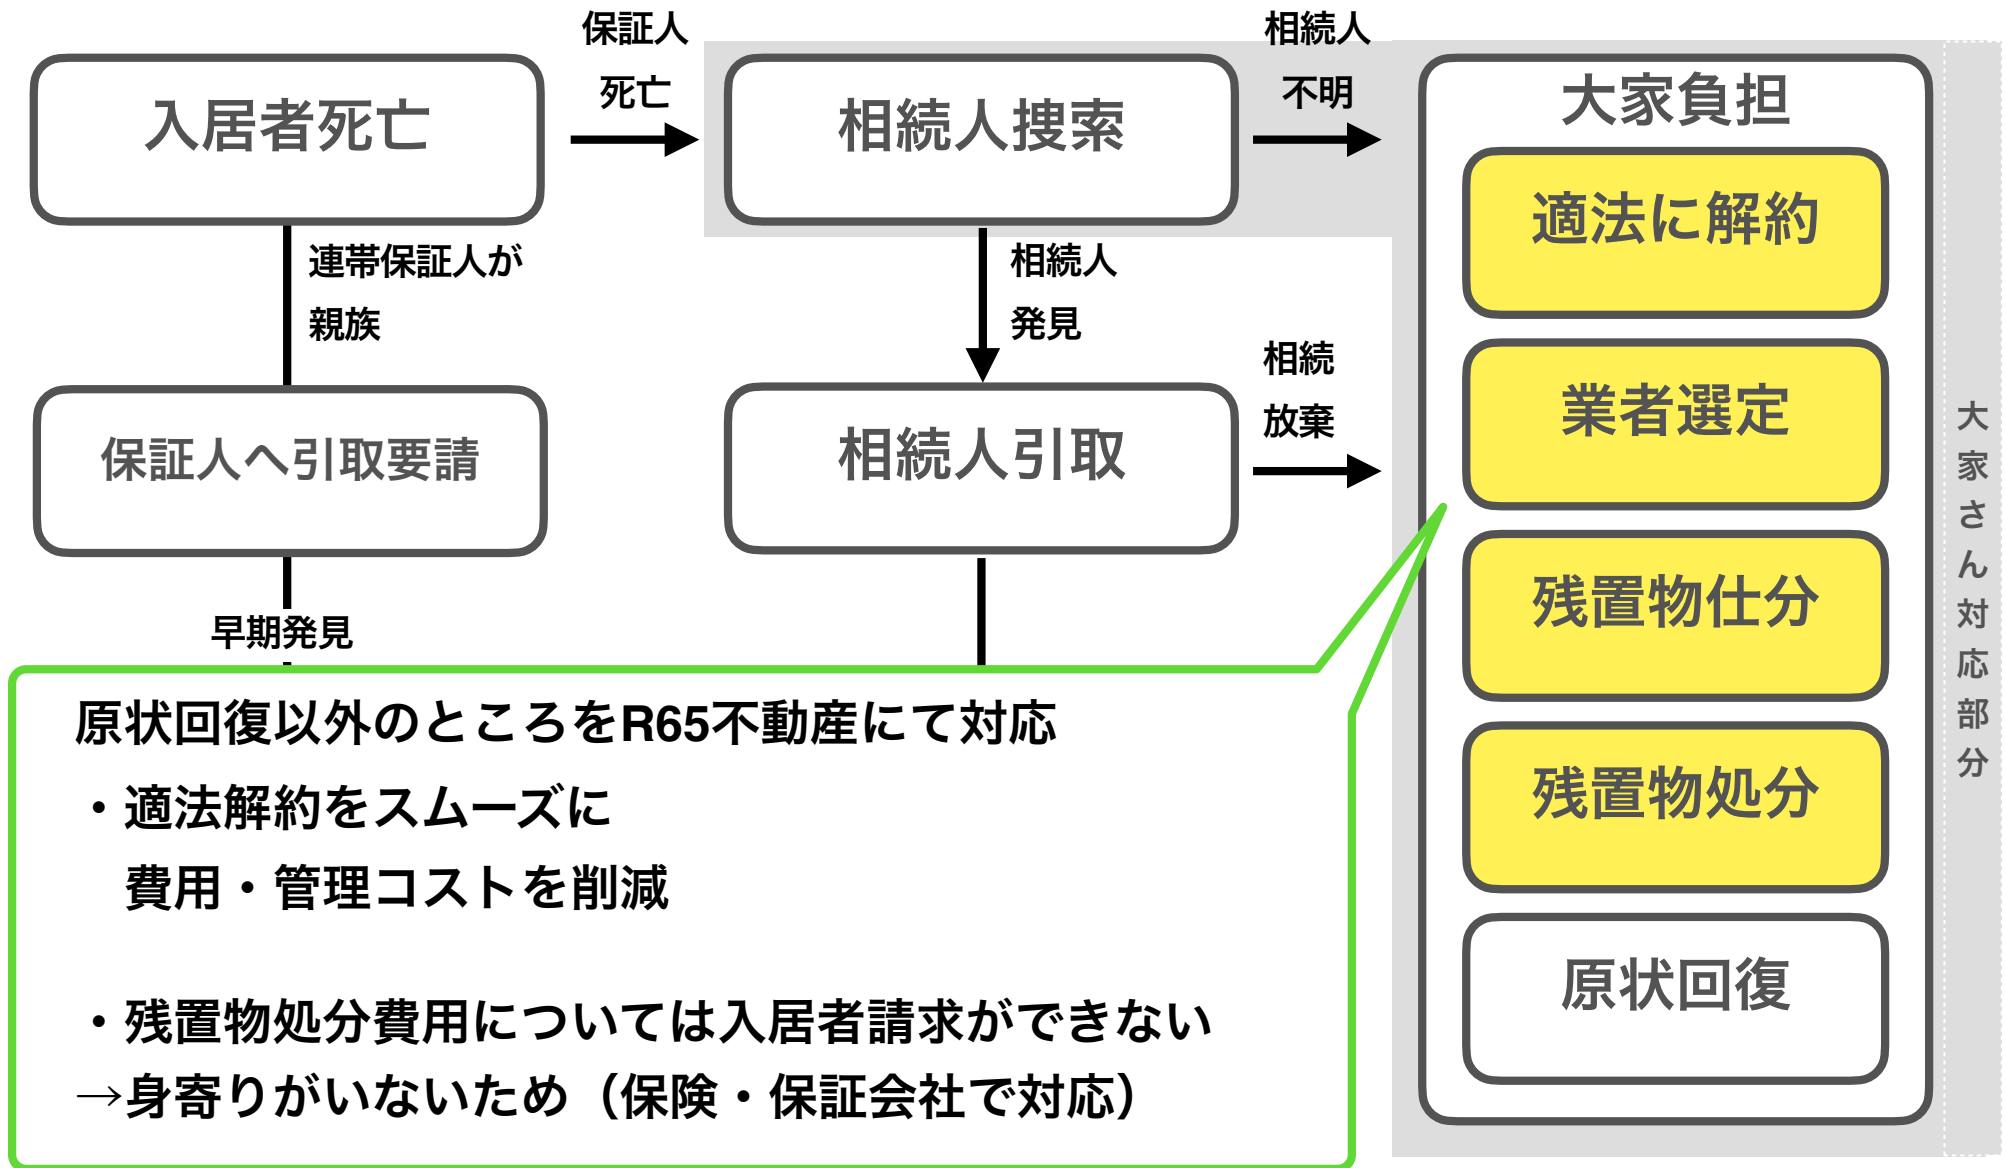 入居者死亡
保証人
死亡
相続人捜索
相続人
不明
連帯保証人が
親族
保証人へ引取要請
早期発見
相続人
発見
相続人引取
相続
放棄
大家負担
適法に解約
業者選定
残置物仕分
残置物処分
原状回復
大家さん対応部分
原状回復以外のところをR65不動産にて対応
・適法解約をスムーズに
費用・管理コストを削減
・残置物処分費用については入居者請求ができない
→身寄りがいないため（保険・保証会社で対応）